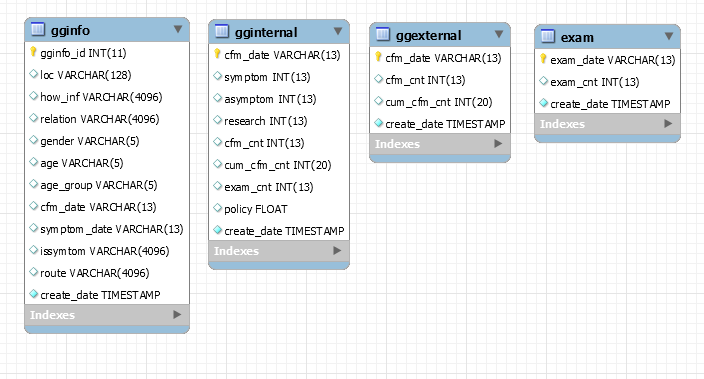 gginfo
gginfo_id INT(11)
loc VARCHAR(128)
how_inf VARCHAR(4096)
relation VARCHAR(4096)
gender VARCHAR(5)
age VARCHAR(5)
age_group VARCHAR(5)
cfm_date VARCHAR(13)
symptom_date VARCHAR(13)
issymtom VARCHAR(4096)
route VARCHAR(4096)
create_date TIMESTAMP
Indexes
gginternal
cfm_date VARCHAR(13)
symptom INT(13)
asymptom INT(13)
research INT(13)
cfm_cnt INT(13)
cum_cfm_cnt INT(20)
exam_cnt INT(13)
policy FLOAT
create_date TIMESTAMP
Indexes
ggexternal
cfm_date VARCHAR(13)
cfm_cnt INT(13)
cum_cfm_cnt INT(20)
create_date TIMESTAMP
Indexes
exam
exam_date VARCHAR(13)
exam_cnt INT(13)
create_date TIMESTAMP
Indexes